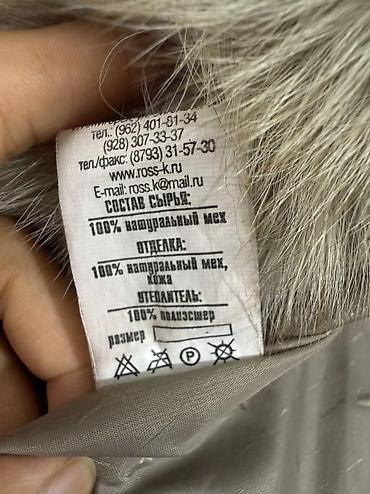 тел.: (962) 401-81-34
(928) 307-33-37
тел./факс: (8793) 31-57-30
www.ross-k.ru
E-mail: ross.k@mail.ru
СОСТАВ СЫРЬЯ:
100% натуральный мех
ОТДЕЛКА:
100% натуральный мех,
кожа
УТЕПЛИТЕЛЬ:
100% полиэстер
размер
P